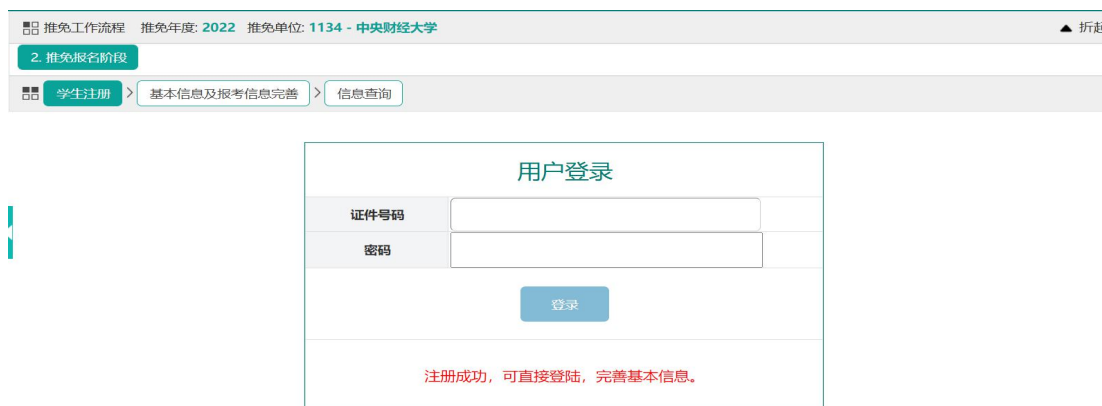 推免工作流程 推免年度: 2022 推免单位: 1134 - 中央财经大学 ▲ 折起
2. 推免报名阶段
学生注册 > 基本信息及报考信息完善 > 信息查询
用户登录
证件号码
密码
登录
注册成功，可直接登陆，完善基本信息。